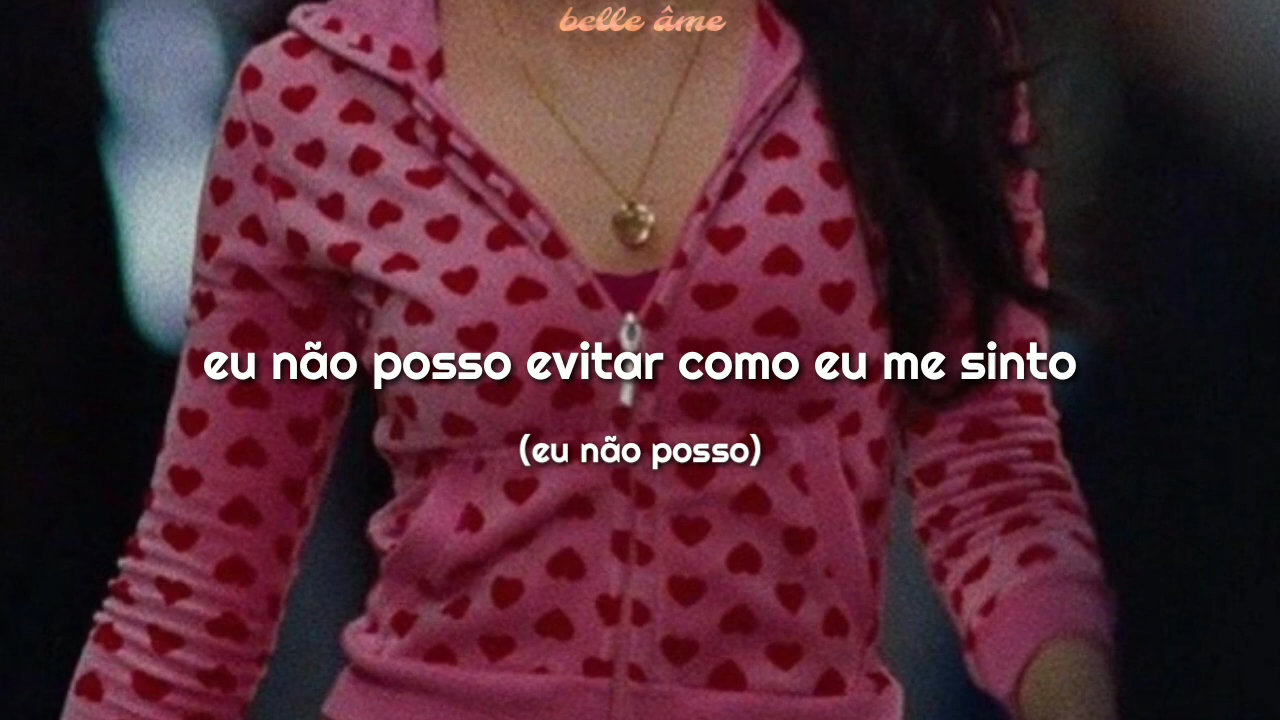 belle âme
eu não posso evitar como eu me sinto
(eu não posso)